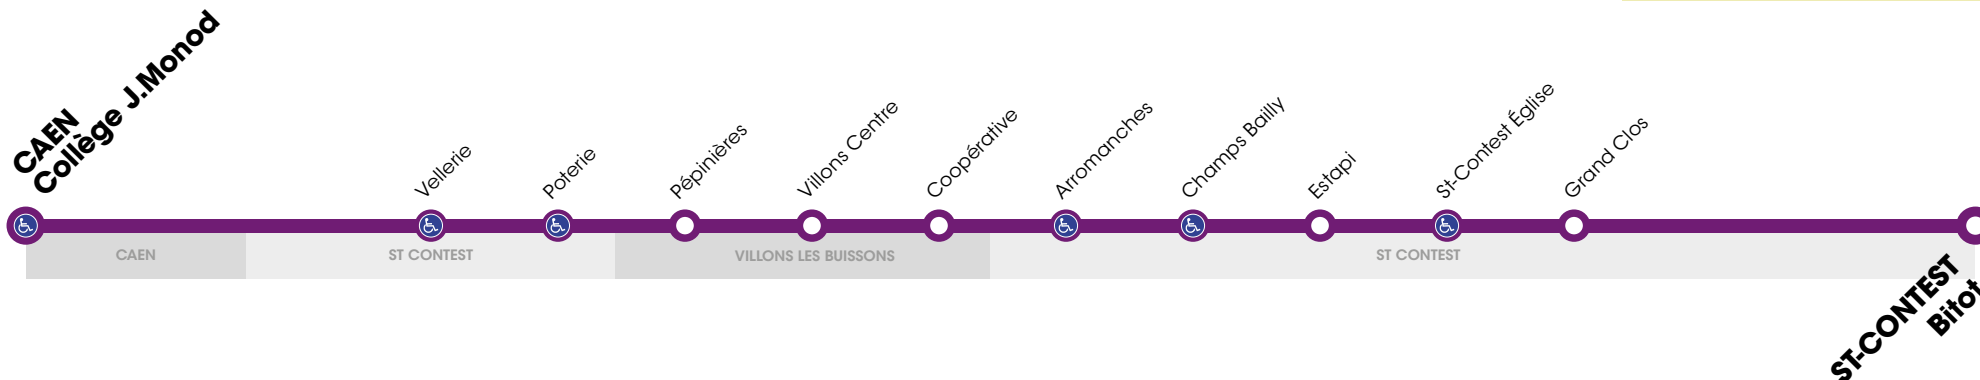 CAEN
Collège J.Monod
Vellerie
Poterie
Pépinières
Villons Centre
Coopérative
Arromanches
Champs Bailly
Estapi
St-Contest Église
Grand Clos
ST-CONTEST
Bitot
CAEN
ST CONTEST
VILLONS LES BUISSONS
ST CONTEST